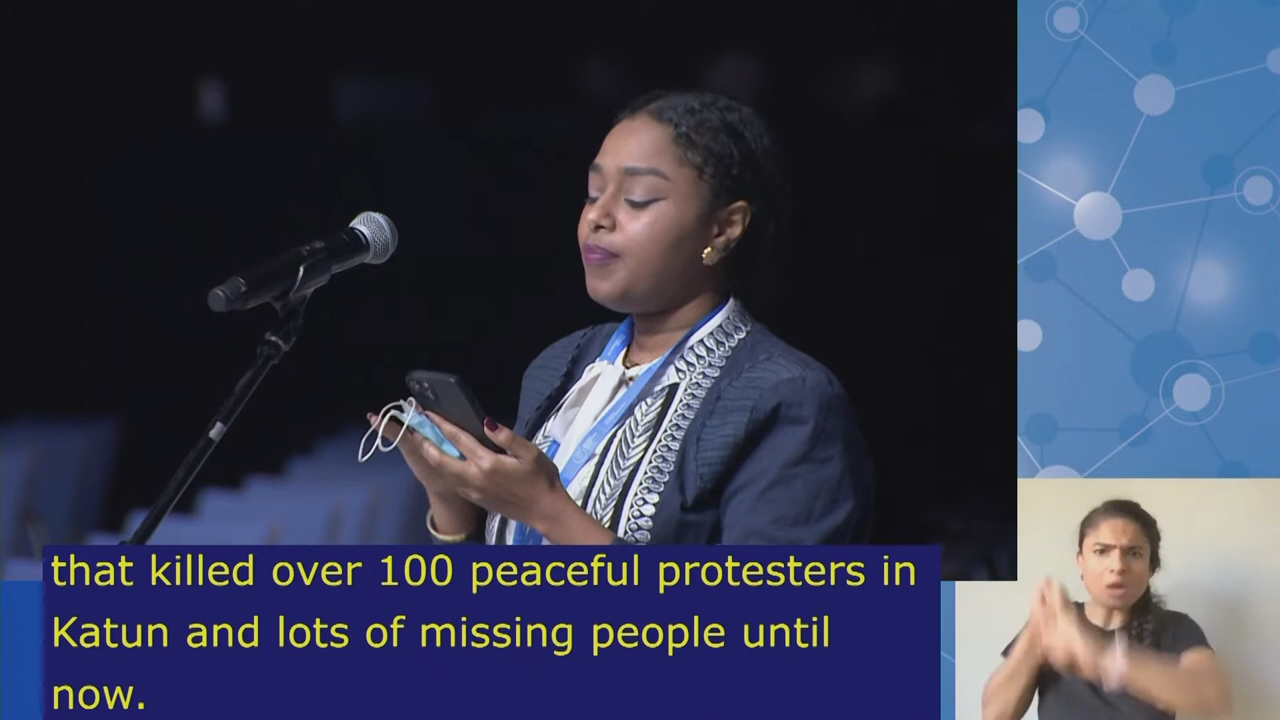 that killed over 100 peaceful protesters in
Katun and lots of missing people until
now.